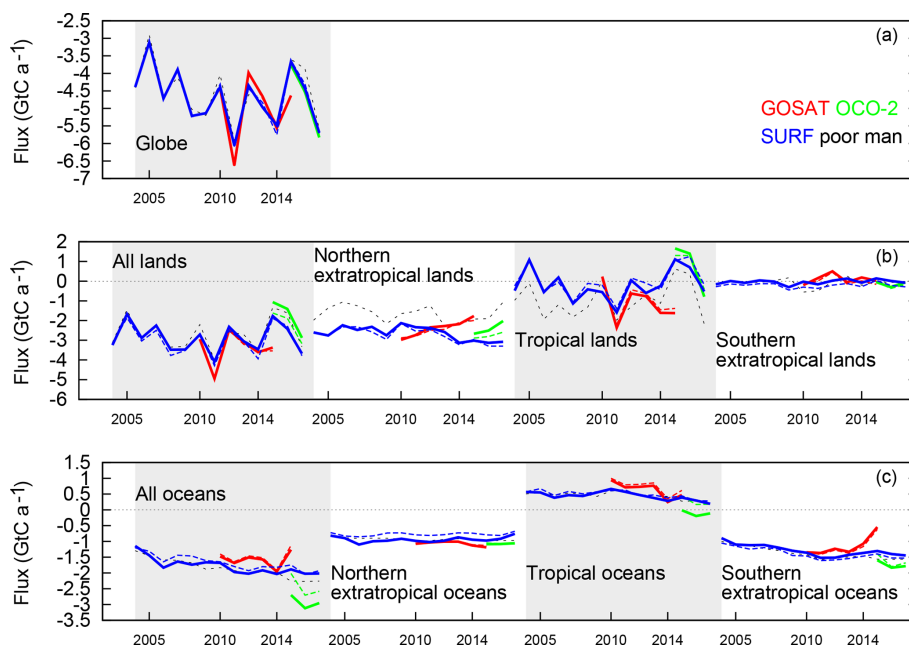 -2.5
(a)
-3
-3.5
-4
-4.5
-5
-5.5
-6
-6.5
-7
Flux (GtC a⁻¹)
GOSAT OCO-2
SURF poor man
Globe
2005 2010 2014
2
1
0
-1
-2
-3
-4
-5
-6
Flux (GtC a⁻¹)
(b)
All lands
Northern
extratropical lands
Tropical lands
Southern
extratropical lands
2005 2010 2014 2005 2010 2014 2005 2010 2014 2005 2010 2014
1.5
1
0.5
0
-0.5
-1
-1.5
-2
-2.5
-3
-3.5
Flux (GtC a⁻¹)
(c)
All oceans
Northern
extratropical oceans
Tropical oceans
Southern
extratropical oceans
2005 2010 2014 2005 2010 2014 2005 2010 2014 2005 2010 2014